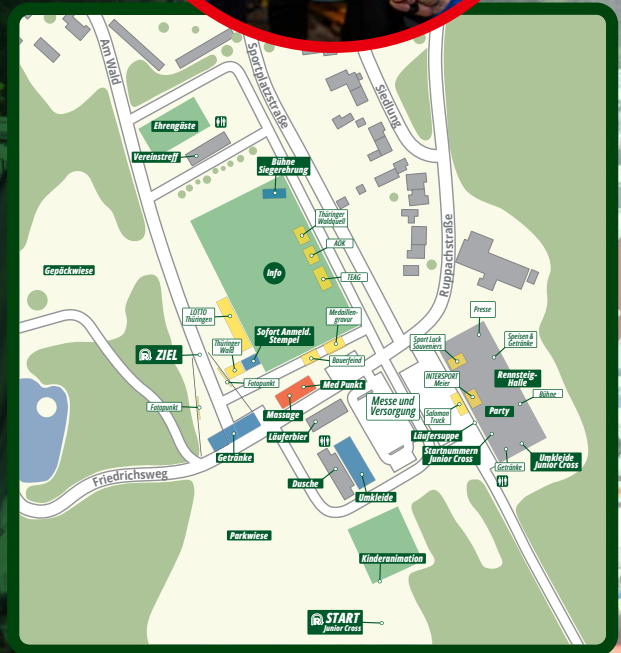 Am Wald
Sportplatzstraße
Siedlung
Ehrengäste
Vereinstreff
Bühne
Siegerehrung
Ruppachstraße
Thüringer
Waldquell
AOK
Info
TEAG
Gepäckwiese
LOTTO
Thüringen
Medaillen-
gravur
Presse
Sofort Anmeld.
Stempel
Thüringer
Wald
Sport Luck
Souveniers
Speisen &
Getränke
ZIEL
Bauerfeind
Fotopunkt
Med Punkt
INTERSPORT
Meier
Rennsteig-
Halle
Bühne
Fotopunkt
Massage
Messe und
Versorgung
Salomon
Truck
Party
Läuferbier
Läufersuppe
Getränke
Startnummern
Junior Cross
Umkleide
Junior Cross
Getränke
Friedrichsweg
Dusche
Umkleide
Parkwiese
Kinderanimation
START
Junior Cross